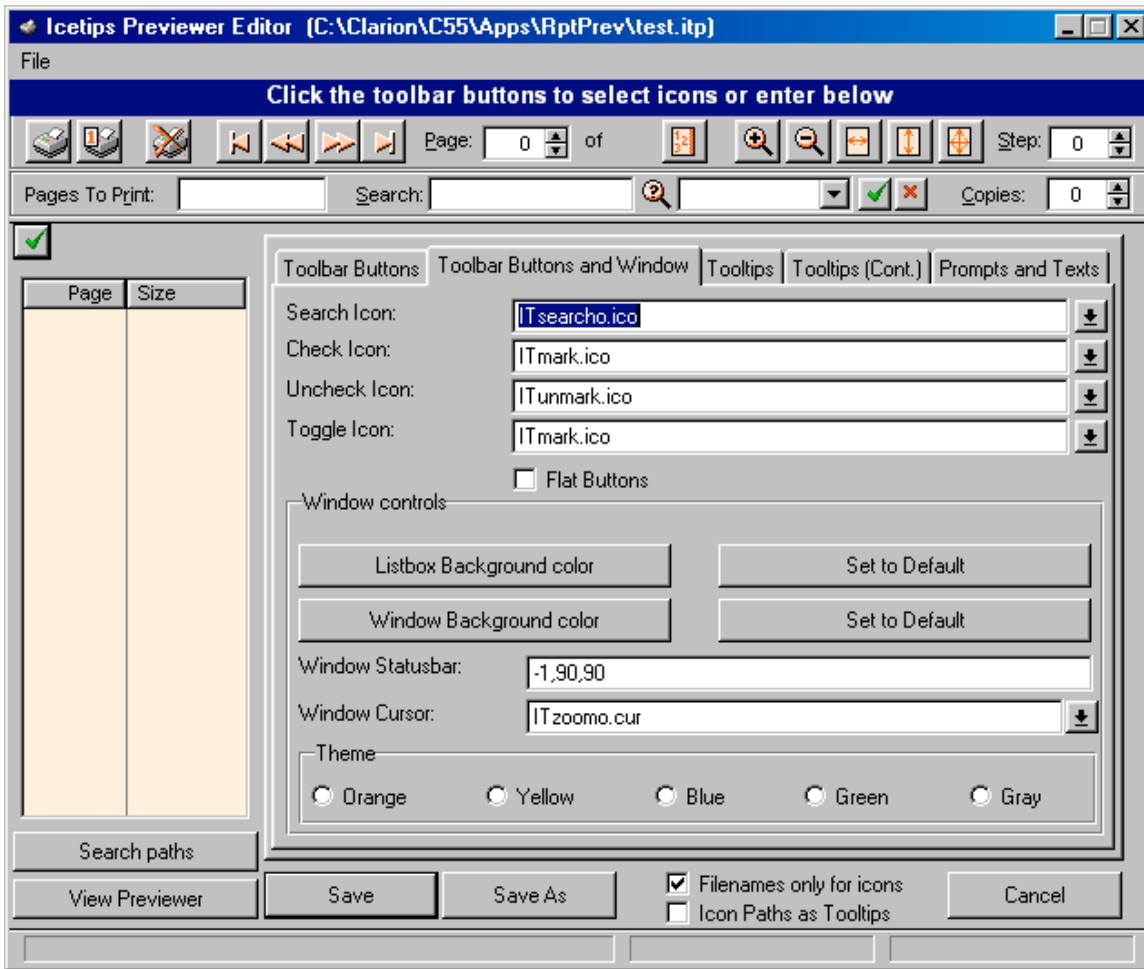 Icetips Previewer Editor (C:\Clarion\C55\Apps\RptPrev\test.itp)
File
Click the toolbar buttons to select icons or enter below
Page: 0 of Step: 0
Pages To Print: Search: Copies: 0
Toolbar Buttons Toolbar Buttons and Window Tooltips Tooltips (Cont.) Prompts and Texts
Page Size
Search Icon: ITsearcho.ico
Check Icon: ITmark.ico
Uncheck Icon: ITunmark.ico
Toggle Icon: ITmark.ico
Flat Buttons
Window controls
Listbox Background color Set to Default
Window Background color Set to Default
Window Statusbar: -1,90,90
Window Cursor: ITzoomo.cur
Theme
Orange Yellow Blue Green Gray
Search paths
View Previewer Save Save As Filenames only for icons Cancel
Icon Paths as Tooltips